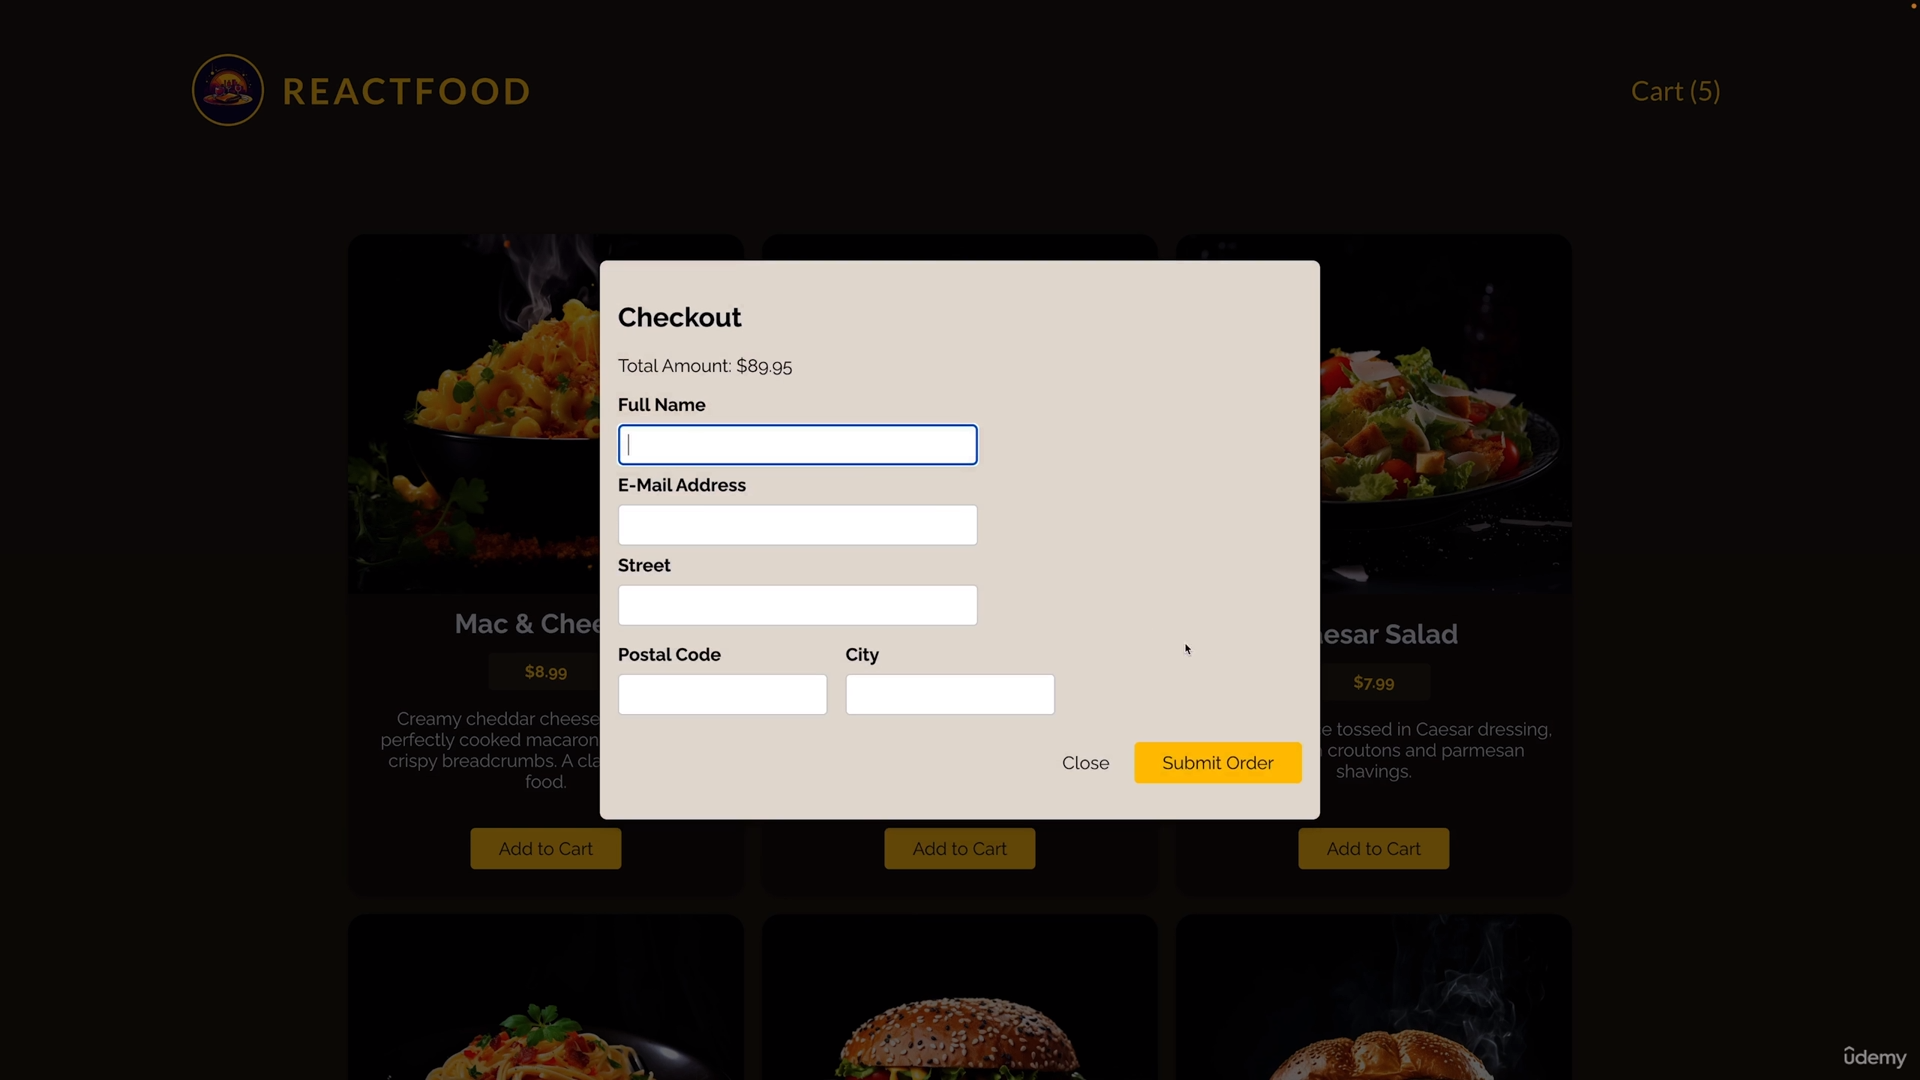 REACTFOOD
Cart (5)
Checkout
Total Amount: $89.95
Full Name
E-Mail Address
Street
Postal Code
City
Close
Submit Order
Mac & Chee
$8.99
Creamy cheddar cheese
perfectly cooked macaron
crispy breadcrumbs. A cla
food.
Add to Cart
Add to Cart
esar Salad
$7.99
e tossed in Caesar dressing,
croutons and parmesan
shavings.
Add to Cart
ûdemy